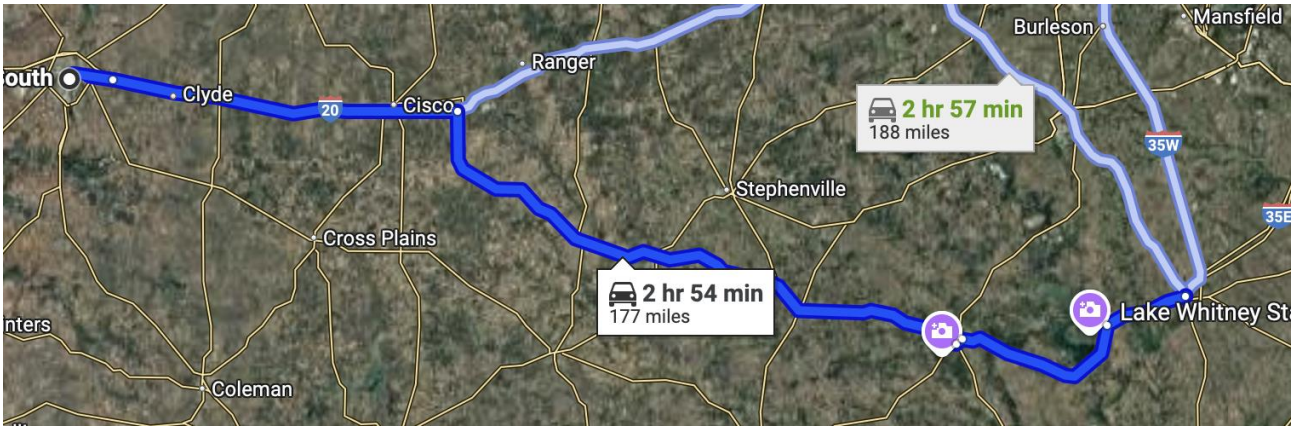 Mansfield
Burleson
South
Ranger
Clyde
20
Cisco
2 hr 57 min
188 miles
35W
Stephenville
35E
Cross Plains
2 hr 54 min
177 miles
Lake Whitney Sta
nters
Coleman